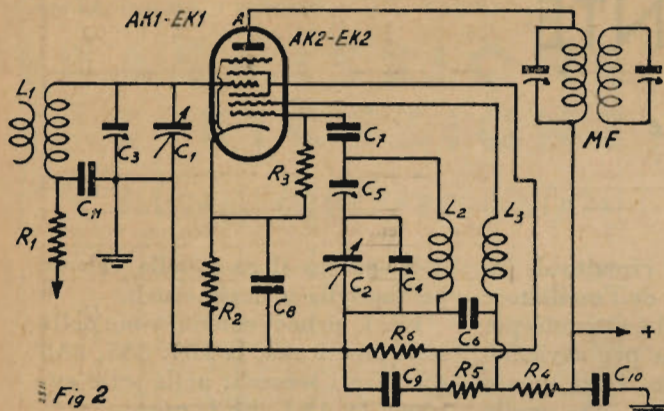 AK1-EK1
A
AK2-EK2
L1
C3
C1
C11
R1
R2
R3
C8
C7
C5
C2
C4
L2
L3
C6
R6
C9
R5
R4
C10
MF
+
Fig 2